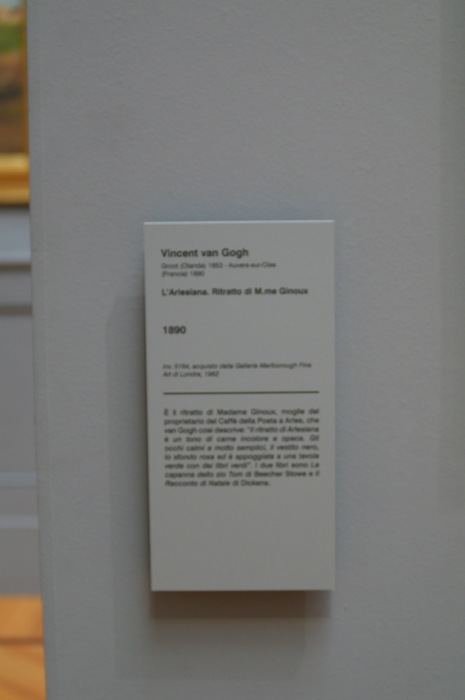 Vincent van Gogh
Groot (Olanda) 1853 - Auvers-sur-Oise
(Francia) 1890
L'Arlesiana. Ritratto di M.me Ginoux
1890
Inv. 5194, acquisto dalla Galleria Marlborough Fine
Art di Londra, 1962
È il ritratto di Madame Ginoux, moglie del
proprietario del Caffè della Posta a Arles, che
van Gogh così descrive: "Il ritratto di Arlesiana
è un tono di carne incolore e opaca. Gli
occhi calmi e molto semplici, il vestito nero,
lo sfondo rosa ed è appoggiata a una tavola
verde con dei libri verdi". I due libri sono La
capanna dello zio Tom di Beecher Stowe e Il
Racconto di Natale di Dickens.